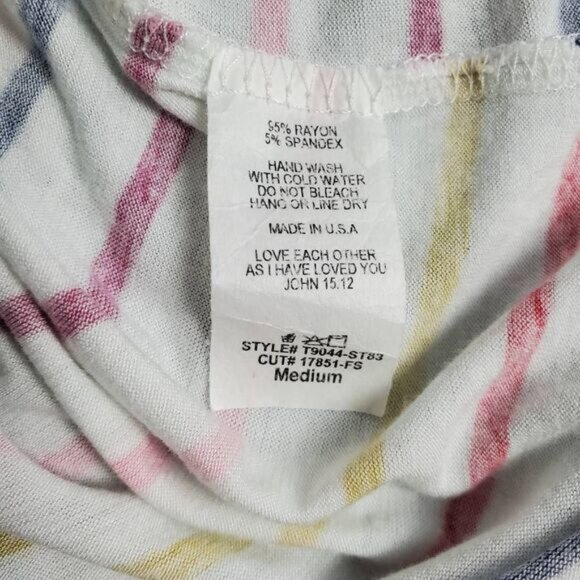 95% RAYON
5% SPANDEX
HAND WASH
WITH COLD WATER
DO NOT BLEACH
HANG OR LINE DRY
MADE IN U.S.A
LOVE EACH OTHER
AS I HAVE LOVED YOU
JOHN 15.12
STYLE# T9044-ST83
CUT# 17851-FS
Medium